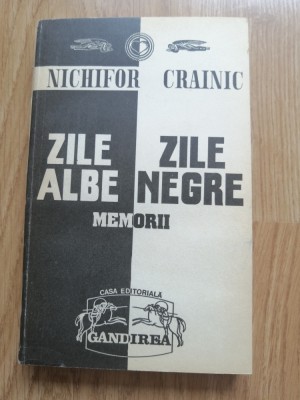 NICHIFOR CRAINIC
ZILE ZILE
ALBE NEGRE
MEMORII
CASA EDITORIALA
GANDIREA